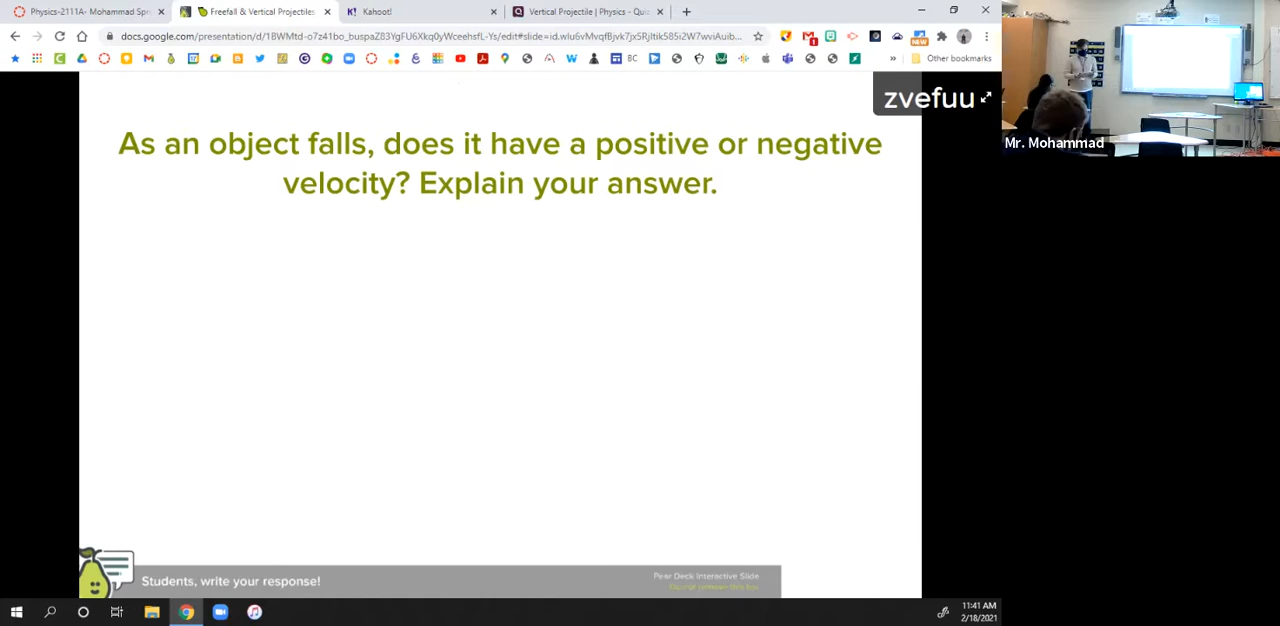 Physics-2111A- Mohammad Spr
Freefall & Vertical Projectiles
Kahoot!
Vertical Projectile | Physics - Qui
docs.google.com/presentation/d/1BWMtd-o7z41bo_buspaZ83YgFU6Xkq0yWceehsfL-Ys/edit#slide=id.wlu6vMvqfBjvk7jx5RjItik585i2W7wviAuib...
BC
»
Other bookmarks
zvefuu
Mr. Mohammad
As an object falls, does it have a positive or negative
velocity? Explain your answer.
Students, write your response!
Pear Deck Interactive Slide
11:41 AM
2/18/2021